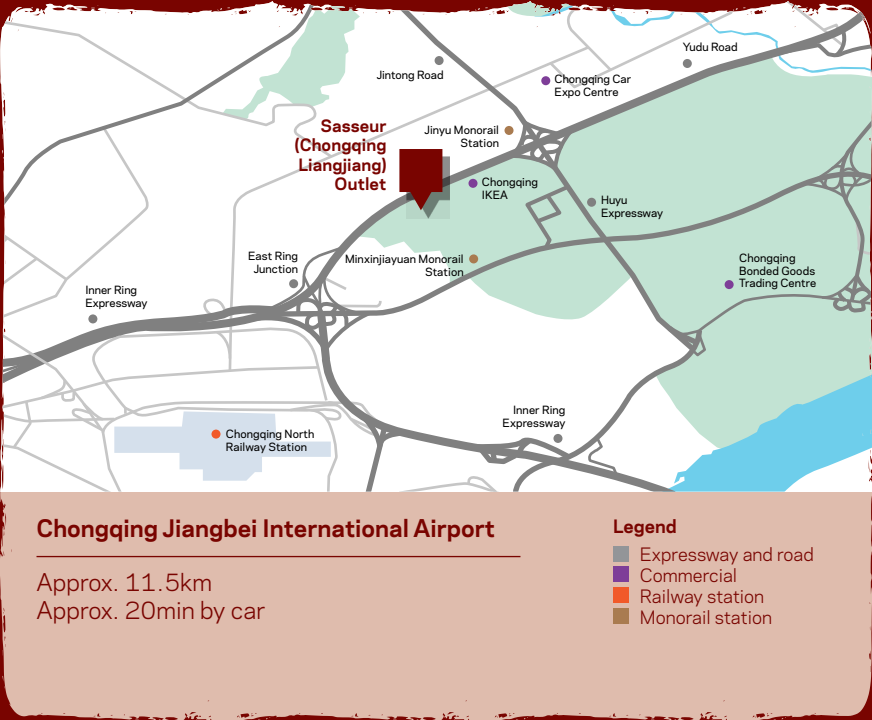 Yudu Road
Jintong Road
Chongqing Car
Expo Centre
Sasseur
(Chongqing
Liangjiang)
Outlet
Jinyu Monorail
Station
Chongqing
IKEA
Huyu
Expressway
East Ring
Junction
Minxinjiayuan Monorail
Station
Chongqing
Bonded Goods
Trading Centre
Inner Ring
Expressway
Inner Ring
Expressway
Chongqing North
Railway Station
Chongqing Jiangbei International Airport
Approx. 11.5km
Approx. 20min by car
Legend
Expressway and road
Commercial
Railway station
Monorail station